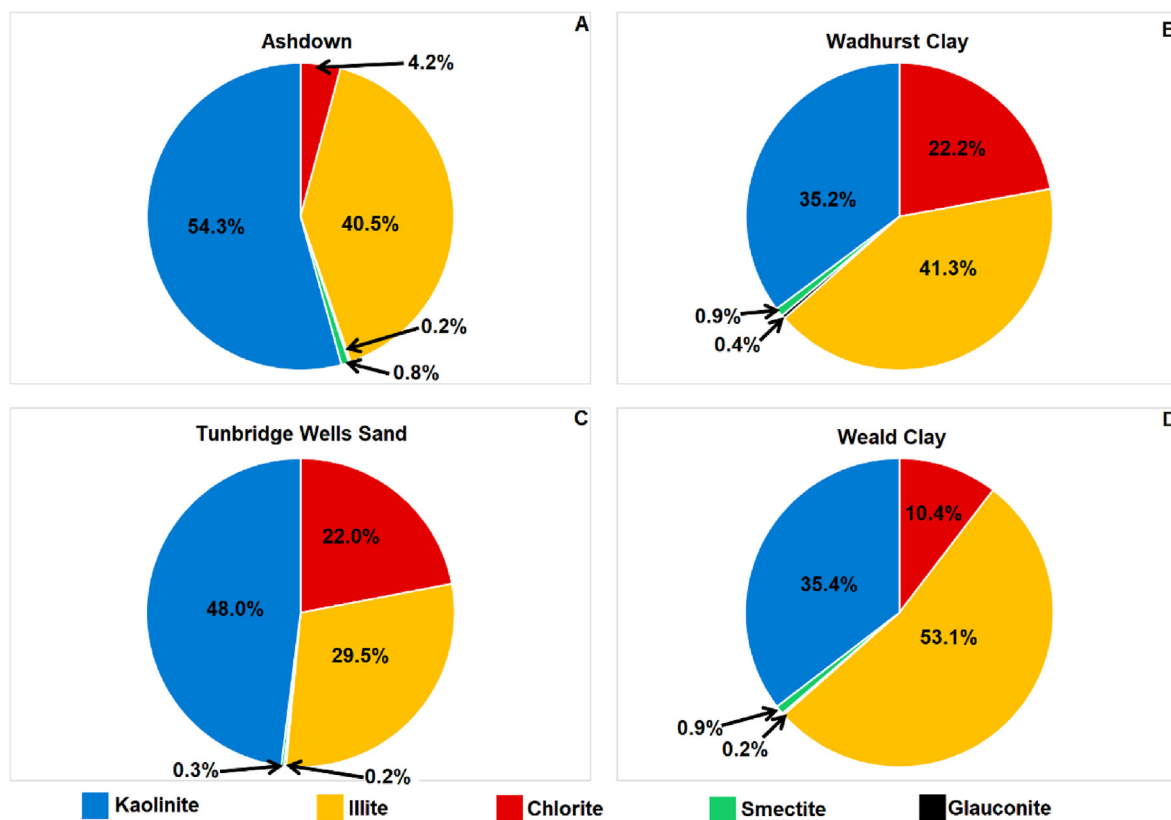 A
Ashdown
4.2%
54.3%
40.5%
0.2%
0.8%
B
Wadhurst Clay
22.2%
35.2%
41.3%
0.9%
0.4%
C
Tunbridge Wells Sand
22.0%
48.0%
29.5%
0.3%
0.2%
D
Weald Clay
10.4%
35.4%
53.1%
0.9%
0.2%
Kaolinite
Illite
Chlorite
Smectite
Glauconite